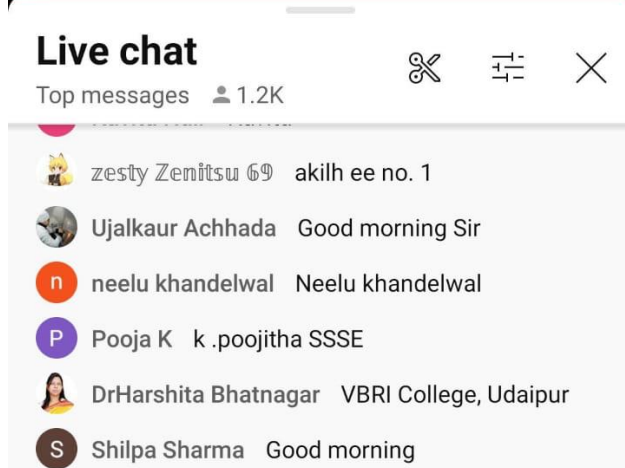 Live chat
Top messages 1.2K
𝕫𝕖𝕤𝕥𝕪 ℤ𝕖𝕟𝕚𝕥𝕤𝕦 𝟞𝟡 akilh ee no. 1
Ujalkaur Achhada Good morning Sir
n neelu khandelwal Neelu khandelwal
P Pooja K k .poojitha SSSE
DrHarshita Bhatnagar VBRI College, Udaipur
S Shilpa Sharma Good morning